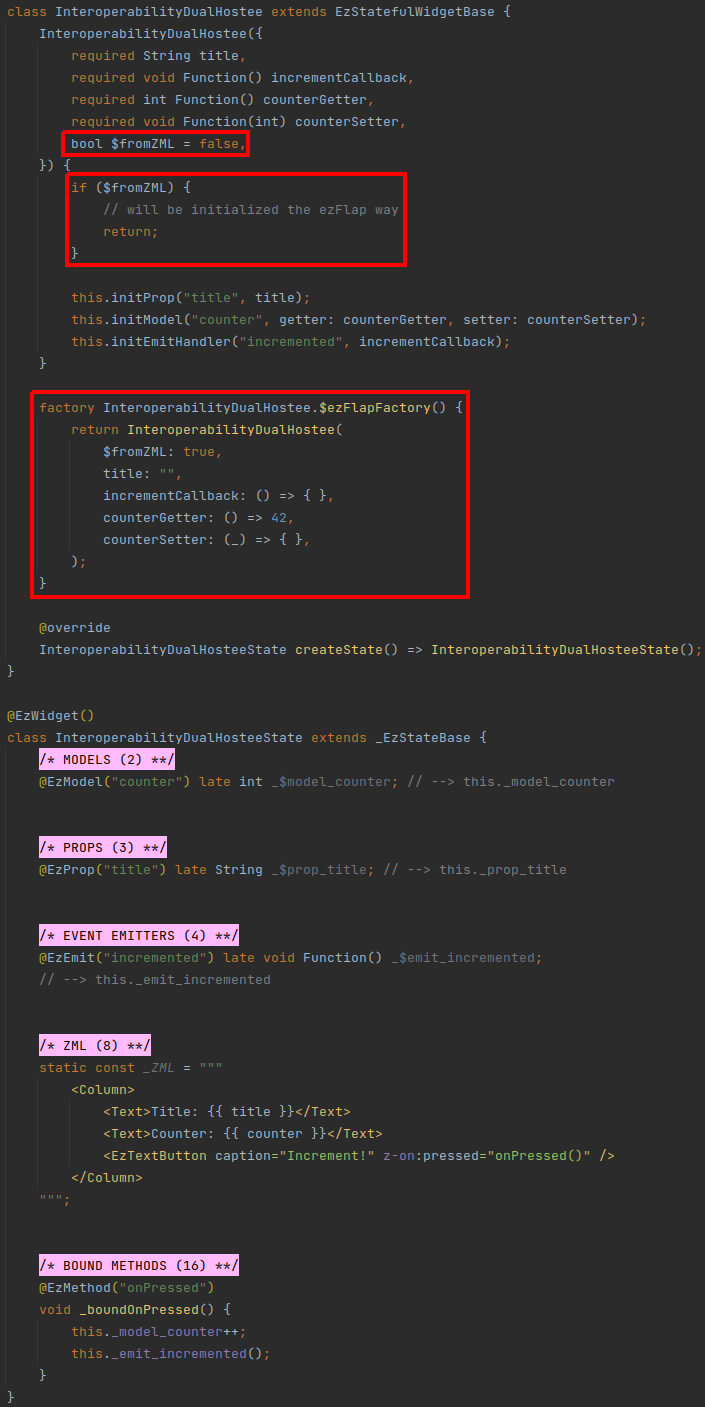 class InteroperabilityDualHostee extends EzStatefulWidgetBase {
    InteroperabilityDualHostee({
        required String title,
        required void Function() incrementCallback,
        required int Function() counterGetter,
        required void Function(int) counterSetter,
        bool $fromZML = false,
    }) {
        if ($fromZML) {
            // will be initialized the ezFlap way
            return;
        }

        this.initProp("title", title);
        this.initModel("counter", getter: counterGetter, setter: counterSetter);
        this.initEmitHandler("incremented", incrementCallback);
    }

    factory InteroperabilityDualHostee.$ezFlapFactory() {
        return InteroperabilityDualHostee(
            $fromZML: true,
            title: "",
            incrementCallback: () => { },
            counterGetter: () => 42,
            counterSetter: (_) => { },
        );
    }

    @override
    InteroperabilityDualHosteeState createState() => InteroperabilityDualHosteeState();
}

@EzWidget()
class InteroperabilityDualHosteeState extends _EzStateBase {
    /* MODELS (2) **/
    @EzModel("counter") late int _$model_counter; // --> this._model_counter


    /* PROPS (3) **/
    @EzProp("title") late String _$prop_title; // --> this._prop_title


    /* EVENT EMITTERS (4) **/
    @EzEmit("incremented") late void Function() _$emit_incremented;
    // --> this._emit_incremented


    /* ZML (8) **/
    static const _ZML = """
        <Column>
            <Text>Title: {{ title }}</Text>
            <Text>Counter: {{ counter }}</Text>
            <EzTextButton caption="Increment!" z-on:pressed="onPressed()" />
        </Column>
    """;


    /* BOUND METHODS (16) **/
    @EzMethod("onPressed")
    void _boundOnPressed() {
        this._model_counter++;
        this._emit_incremented();
    }
}